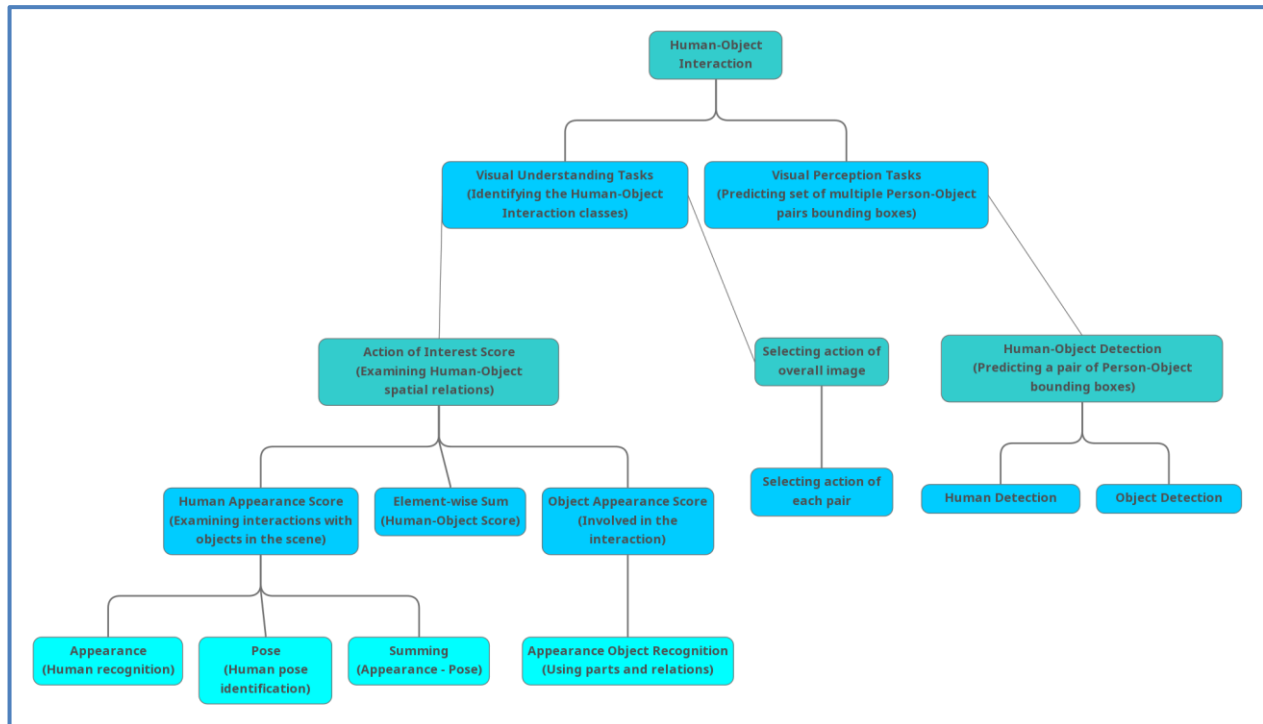 Human-Object
Interaction
Visual Understanding Tasks
(Identifying the Human-Object
Interaction classes)
Visual Perception Tasks
(Predicting set of multiple Person-Object
pairs bounding boxes)
Action of Interest Score
(Examining Human-Object
spatial relations)
Selecting action of
overall image
Human-Object Detection
(Predicting a pair of Person-Object
bounding boxes)
Human Appearance Score
(Examining interactions with
objects in the scene)
Element-wise Sum
(Human-Object Score)
Object Appearance Score
(Involved in the
interaction)
Selecting action of
each pair
Human Detection
Object Detection
Appearance
(Human recognition)
Pose
(Human pose
identification)
Summing
(Appearance - Pose)
Appearance Object Recognition
(Using parts and relations)